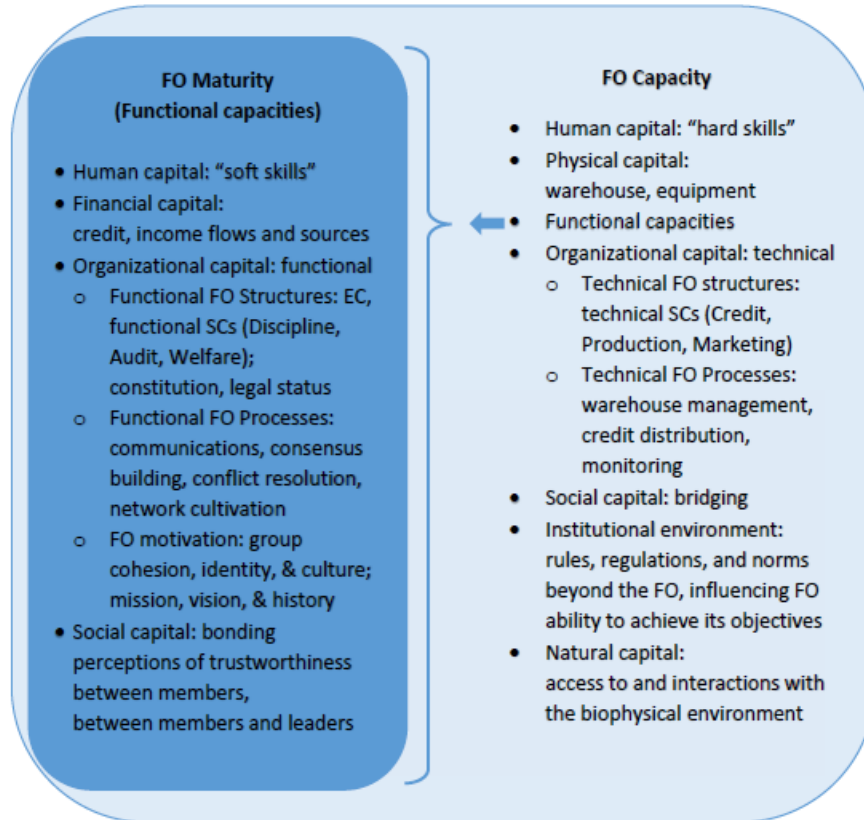 FO Maturity
(Functional capacities)
• Human capital: “soft skills”
• Financial capital:
credit, income flows and sources
• Organizational capital: functional
o Functional FO Structures: EC,
functional SCs (Discipline,
Audit, Welfare);
constitution, legal status
o Functional FO Processes:
communications, consensus
building, conflict resolution,
network cultivation
o FO motivation: group
cohesion, identity, & culture;
mission, vision, & history
• Social capital: bonding
perceptions of trustworthiness
between members,
between members and leaders
FO Capacity
• Human capital: “hard skills”
• Physical capital:
warehouse, equipment
• Functional capacities
• Organizational capital: technical
o Technical FO structures:
technical SCs (Credit,
Production, Marketing)
o Technical FO Processes:
warehouse management,
credit distribution,
monitoring
• Social capital: bridging
• Institutional environment:
rules, regulations, and norms
beyond the FO, influencing FO
ability to achieve its objectives
• Natural capital:
access to and interactions with
the biophysical environment